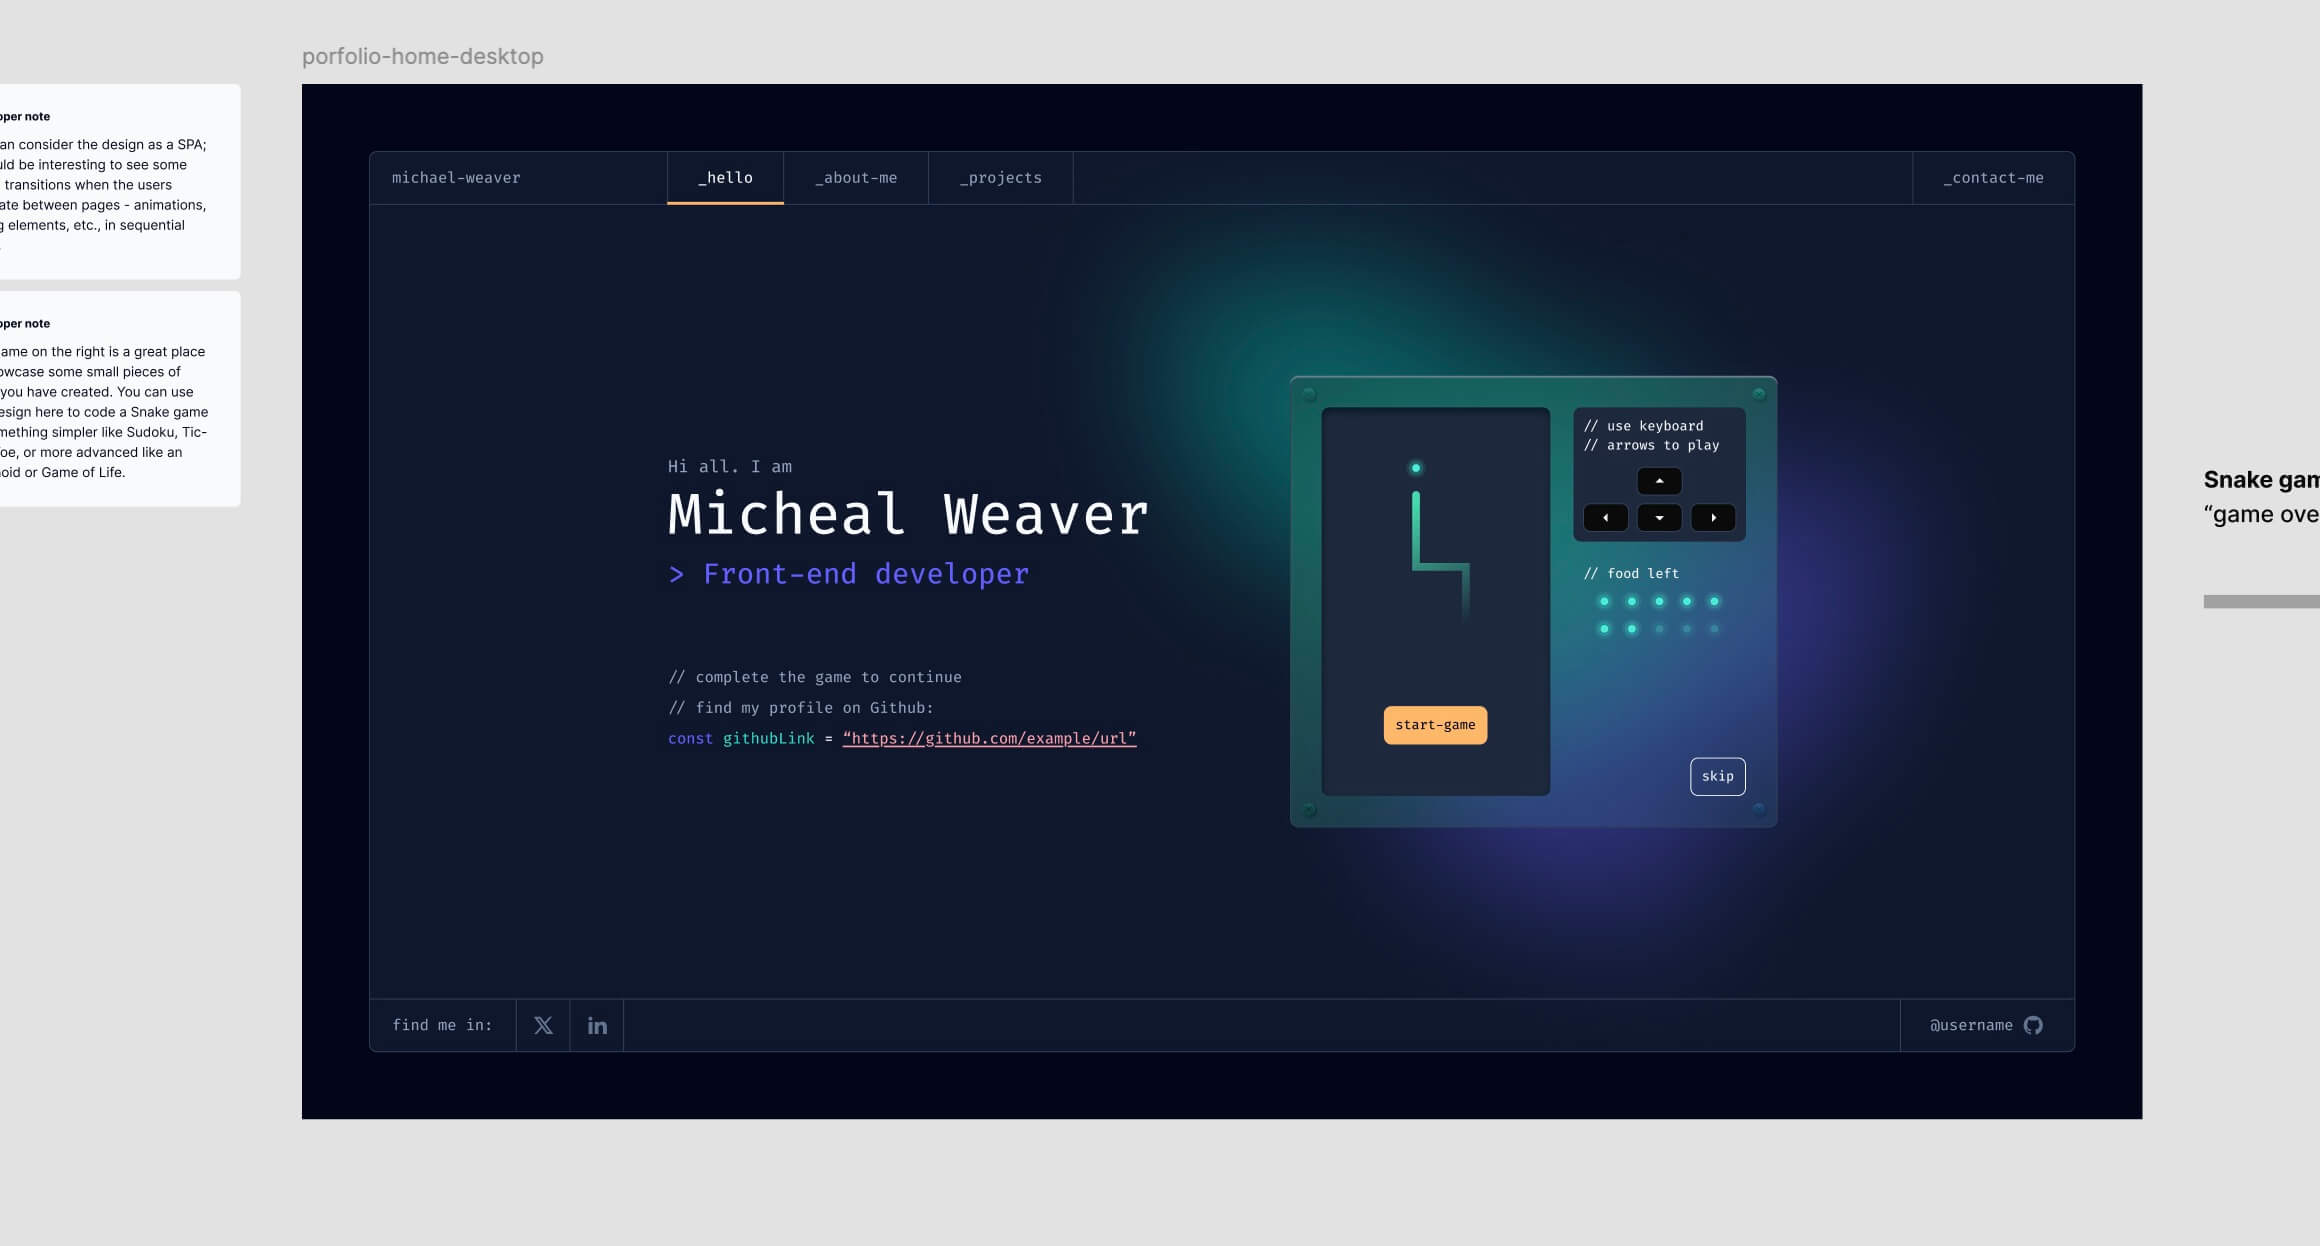 porfolio-home-desktop
oper note
an consider the design as a SPA;
uld be interesting to see some
transitions when the users
ate between pages - animations,
g elements, etc., in sequential
oper note
ame on the right is a great place
owcase some small pieces of
you have created. You can use
esign here to code a Snake game
mething simpler like Sudoku, Tic-
oe, or more advanced like an
oid or Game of Life.
michael-weaver
_hello
_about-me
_projects
_contact-me
Hi all. I am
Micheal Weaver
> Front-end developer
// complete the game to continue
// find my profile on Github:
const githubLink = “https://github.com/example/url”
start-game
// use keyboard
// arrows to play
// food left
skip
Snake gam
“game ove
find me in:
X
in
@username